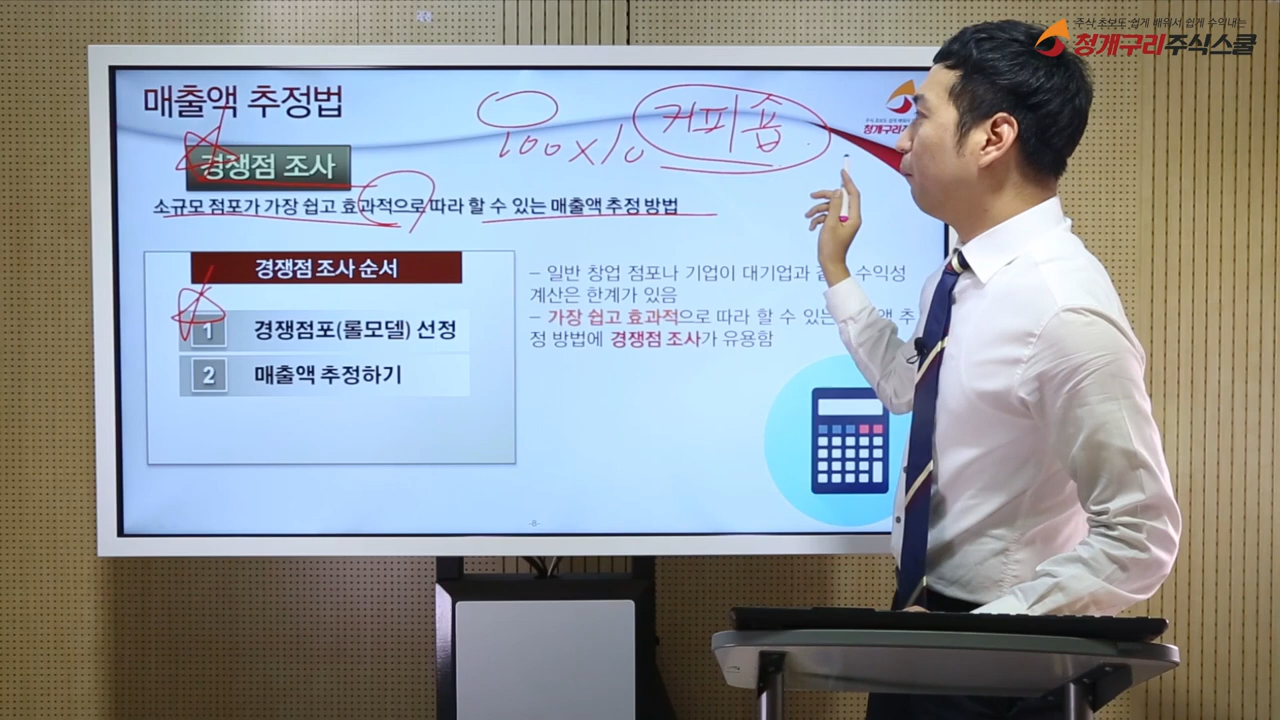 주식 초보도 쉽게 배워서 쉽게 수익내는
청개구리주식스쿨
매출액 추정법
100 x 10 커피숍
경쟁점 조사
소규모 점포가 가장 쉽고 효과적으로 따라 할 수 있는 매출액 추정 방법
경쟁점 조사 순서
1 경쟁점포(롤모델) 선정
2 매출액 추정하기
– 일반 창업 점포나 기업이 대기업과 수익성
계산은 한계가 있음
– 가장 쉽고 효과적으로 따라 할 수 있는 추
정 방법에 경쟁점 조사가 유용함
-8-